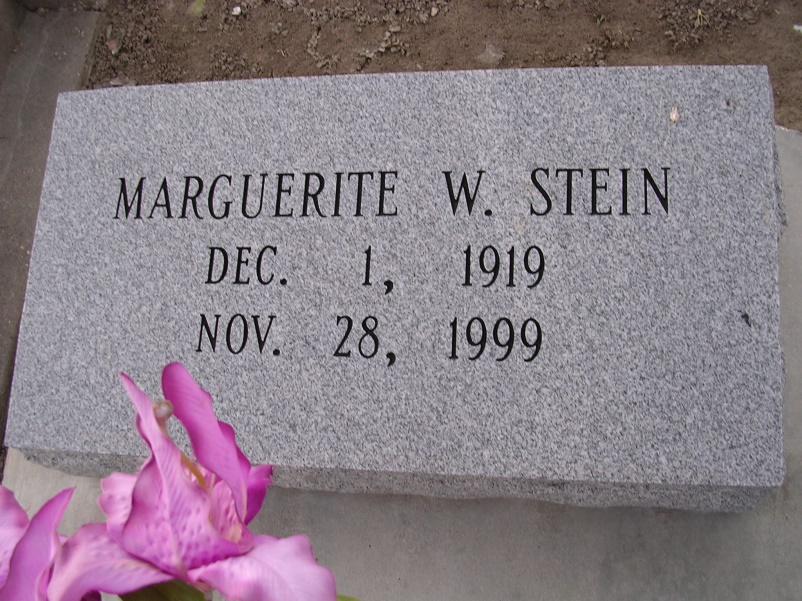 MARGUERITE W. STEIN
DEC. 1, 1919
NOV. 28, 1999